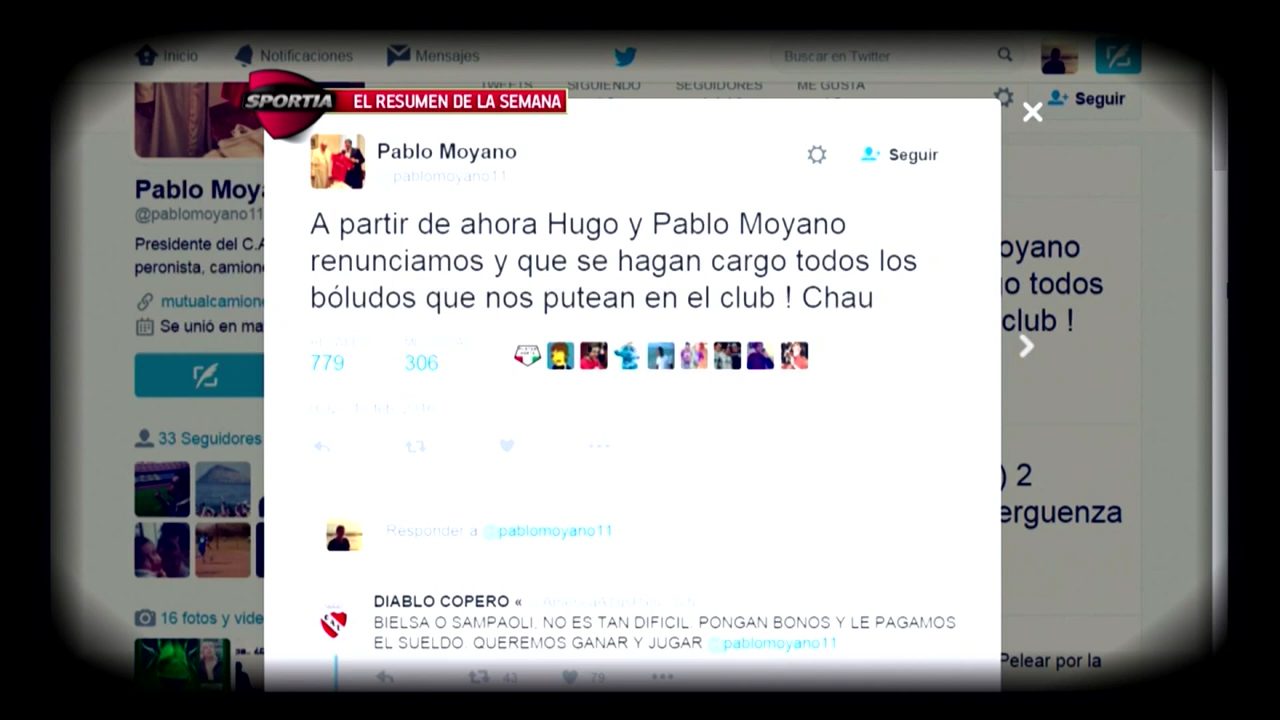 Inicio
Notificaciones
Mensajes
Buscar en Twitter
TWEETS
SIGUIENDO
SEGUIDORES
ME GUSTA
SPORTIA
EL RESUMEN DE LA SEMANA
Seguir
Pablo Moyano
@pablomoyano11
Seguir
A partir de ahora Hugo y Pablo Moyano
renunciamos y que se hagan cargo todos los
bóludos que nos putean en el club ! Chau
779
306
Responder a @pablomoyano11
DIABLO COPERO «
BIELSA O SAMPAOLI, NO ES TAN DIFICIL. PONGAN BONOS Y LE PAGAMOS
EL SUELDO. QUEREMOS GANAR Y JUGAR @pablomoyano11
43
79
Pablo Moya
@pablomoyano11
Presidente del C.A
peronista, camion
mutualcamione
Se unió en ma
33 Seguidores
16 fotos y vide
oyano
o todos
club !
) 2
erguenza
Pelear por la